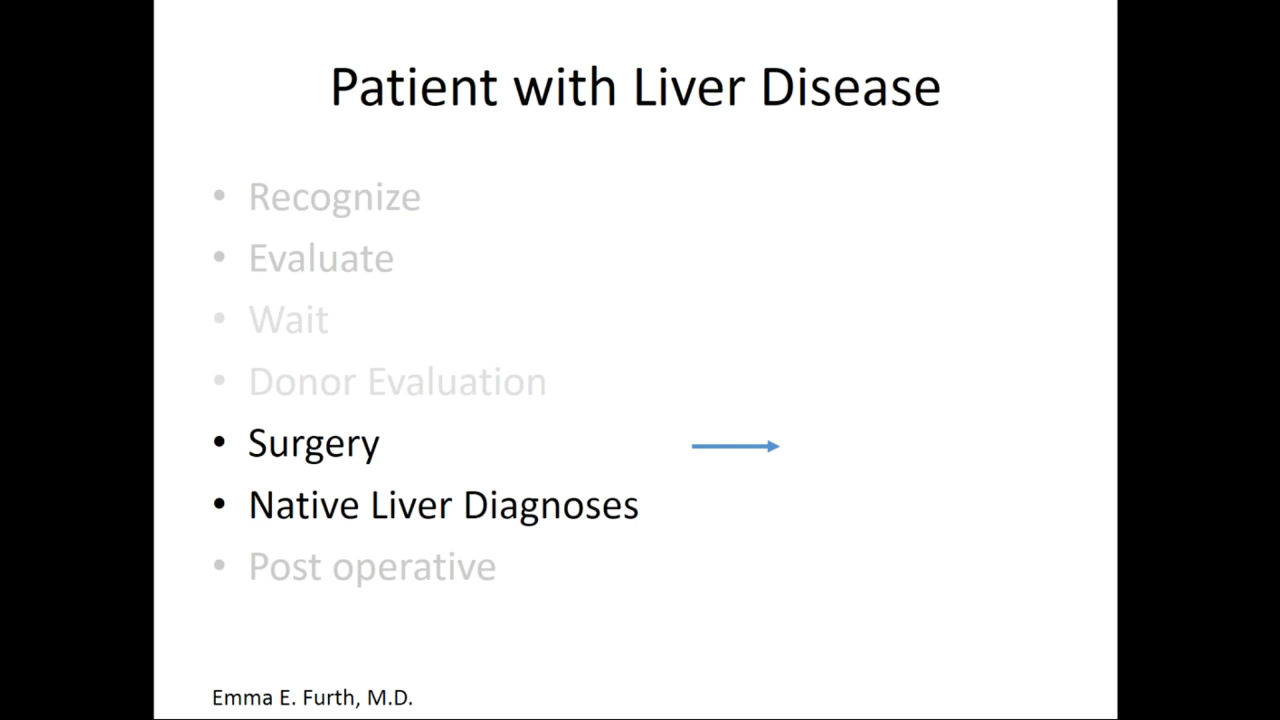 Patient with Liver Disease
• Recognize
• Evaluate
• Wait
• Donor Evaluation
• Surgery
• Native Liver Diagnoses
• Post operative
Emma E. Furth, M.D.